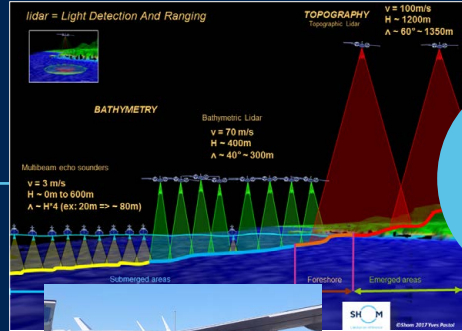 lidar = Light Detection And Ranging
TOPOGRAPHY
Topographic Lidar
v = 100m/s
H ~ 1200m
Λ ~ 60° ~ 1350m
BATHYMETRY
Bathymetric Lidar
v = 70 m/s
H ~ 400m
Λ ~ 40° ~ 300m
Multibeam echo sounders
v = 3 m/s
H ~ 0m to 600m
Λ ~ H*4 (ex: 20m => ~ 80m)
Submerged areas
Foreshore
Emerged areas
SHOM
©Shom 2017 Yves Pastol